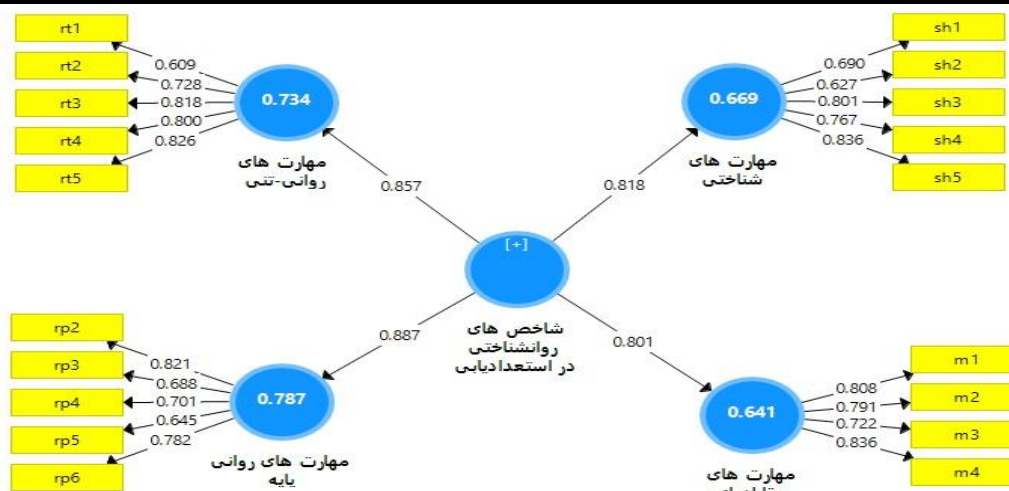 rt1
rt2
rt3
rt4
rt5
0.609
0.728
0.818
0.800
0.826
0.734
مهارت های
روانی-تنی
0.857
sh1
sh2
sh3
sh4
sh5
0.690
0.627
0.801
0.767
0.836
0.669
مهارت های
شناختی
0.818
[+]
شاخص های
روانشناختی
در استعدادیابی
rp2
rp3
rp4
rp5
rp6
0.821
0.688
0.701
0.645
0.782
0.787
مهارت های روانی
پایه
0.887
m1
m2
m3
m4
0.808
0.791
0.722
0.836
0.641
مهارت های
0.801